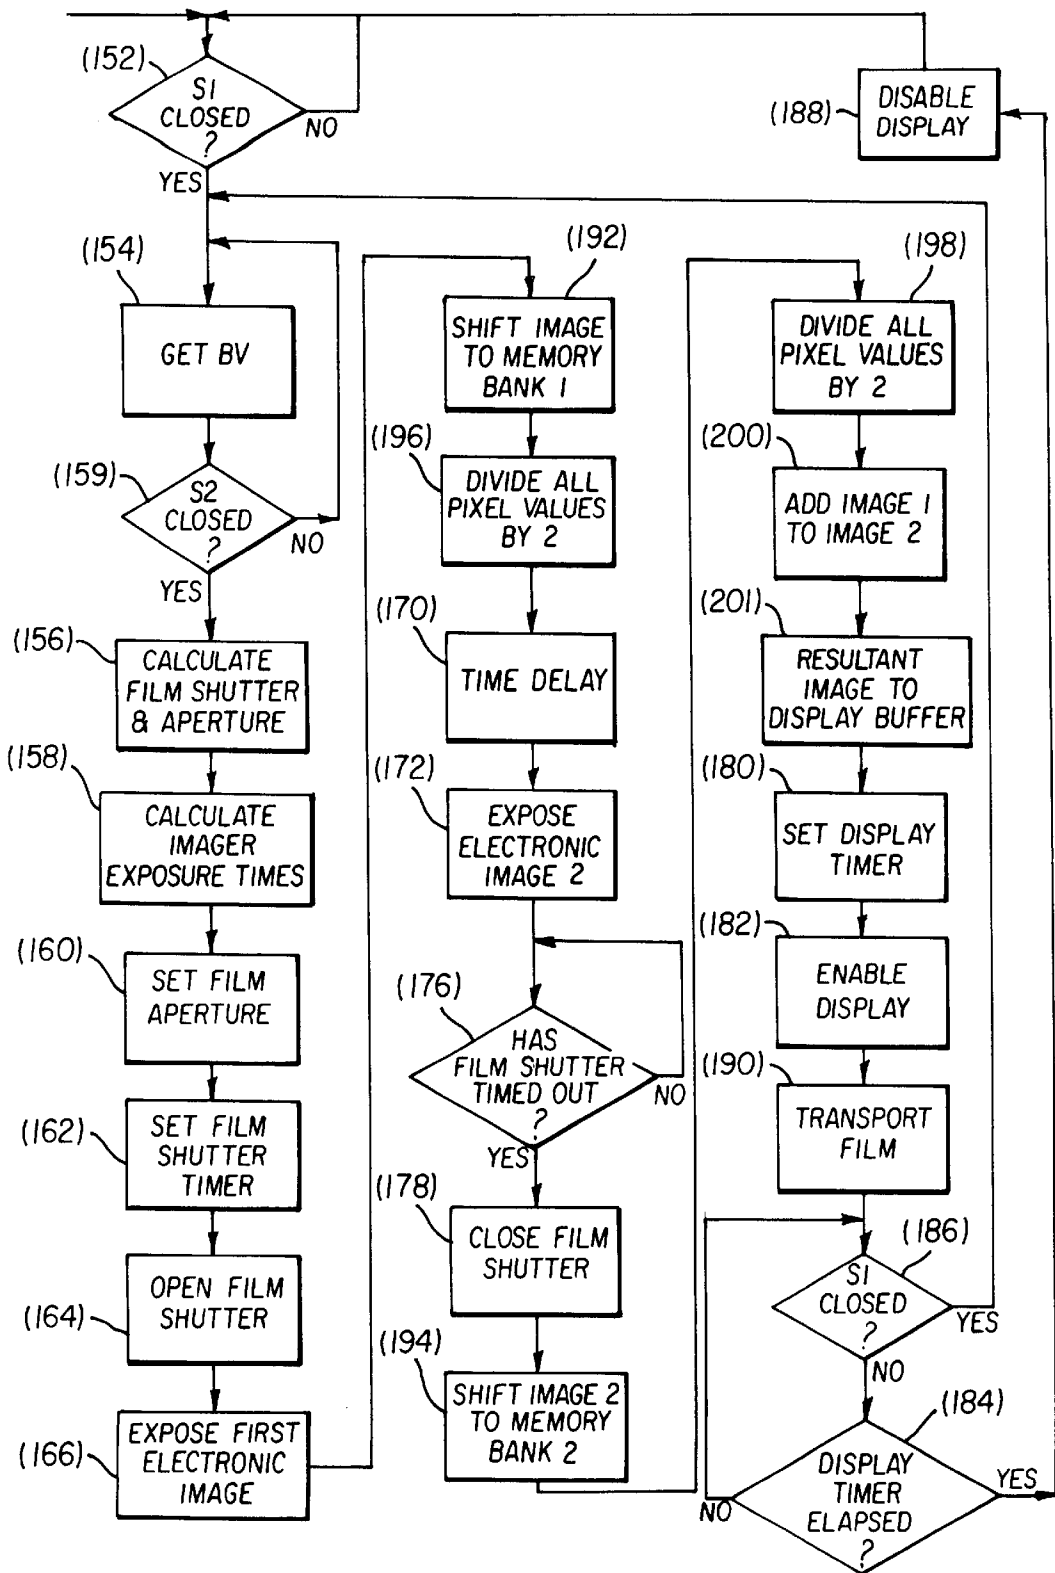 (152)
S1
CLOSED
?
NO
YES
(154)
GET BV
(159)
S2
CLOSED
?
NO
YES
(156)
CALCULATE
FILM SHUTTER
& APERTURE
(158)
CALCULATE
IMAGER
EXPOSURE TIMES
(160)
SET FILM
APERTURE
(162)
SET FILM
SHUTTER
TIMER
(164)
OPEN FILM
SHUTTER
(166)
EXPOSE FIRST
ELECTRONIC
IMAGE
(192)
SHIFT IMAGE
TO MEMORY
BANK 1
(196)
DIVIDE ALL
PIXEL VALUES
BY 2
(170)
TIME DELAY
(172)
EXPOSE
ELECTRONIC
IMAGE 2
(176)
HAS
FILM SHUTTER
TIMED OUT
?
NO
YES
(178)
CLOSE FILM
SHUTTER
(194)
SHIFT IMAGE 2
TO MEMORY
BANK 2
(188)
DISABLE
DISPLAY
(198)
DIVIDE ALL
PIXEL VALUES
BY 2
(200)
ADD IMAGE 1
TO IMAGE 2
(201)
RESULTANT
IMAGE TO
DISPLAY BUFFER
(180)
SET DISPLAY
TIMER
(182)
ENABLE
DISPLAY
(190)
TRANSPORT
FILM
(186)
S1
CLOSED
?
YES
NO
(184)
DISPLAY
TIMER
ELAPSED
?
YES
NO